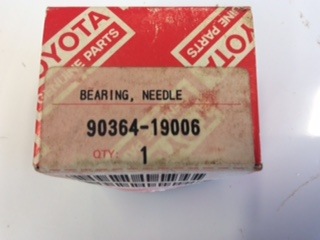 TOYOTA
GENUINE PARTS
BEARING, NEEDLE
90364-19006
QTY: 1